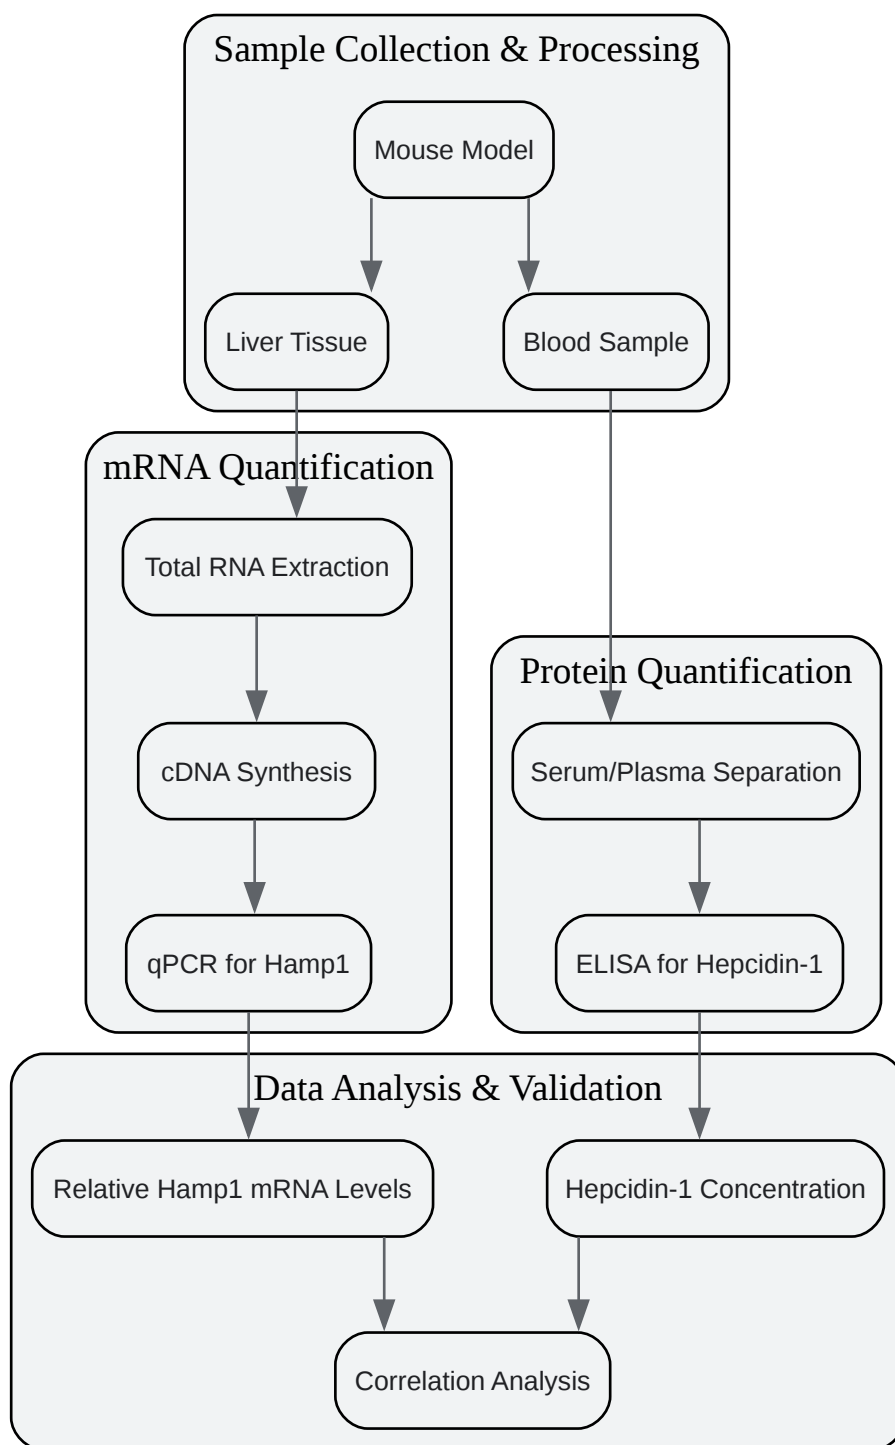 Sample Collection & Processing
Mouse Model
Liver Tissue
Blood Sample
mRNA Quantification
Total RNA Extraction
Protein Quantification
cDNA Synthesis
Serum/Plasma Separation
qPCR for Hamp1
ELISA for Hepcidin-1
Data Analysis & Validation
Relative Hamp1 mRNA Levels
Hepcidin-1 Concentration
Correlation Analysis